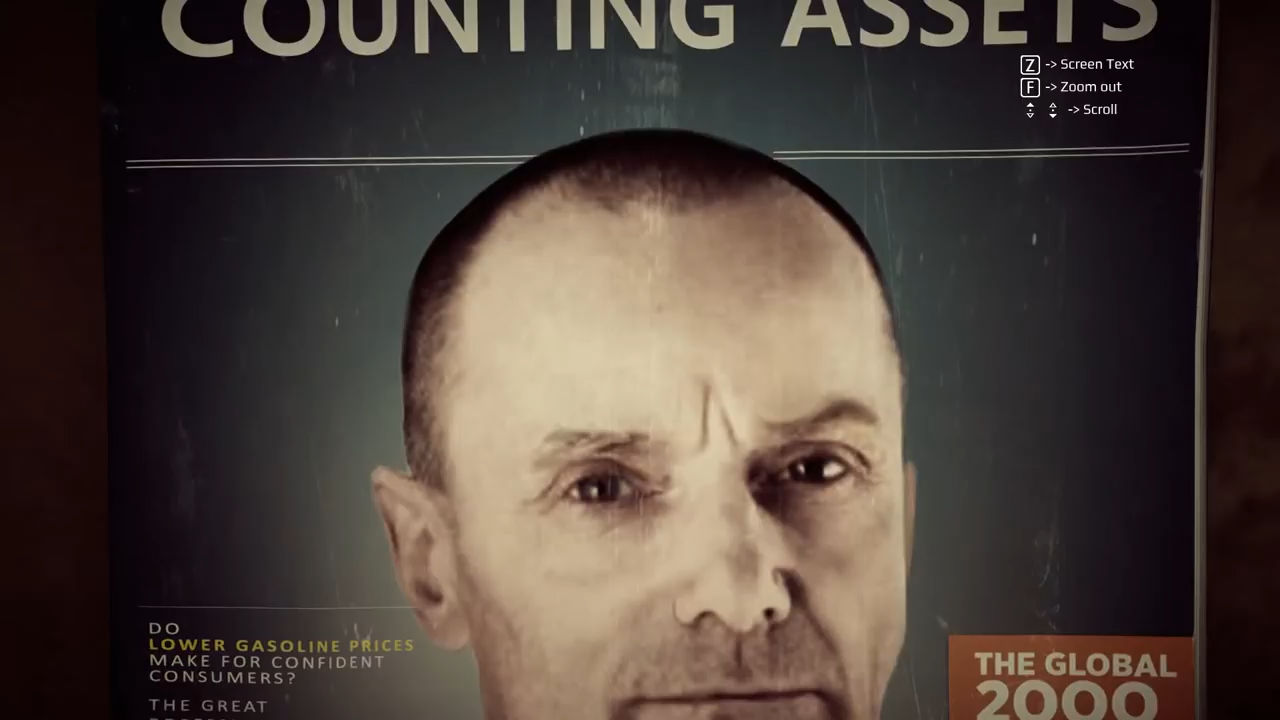 COUNTING ASSETS
Z -> Screen Text
F -> Zoom out
-> Scroll
DO
LOWER GASOLINE PRICES
MAKE FOR CONFIDENT
CONSUMERS?
THE GREAT
THE GLOBAL
2000